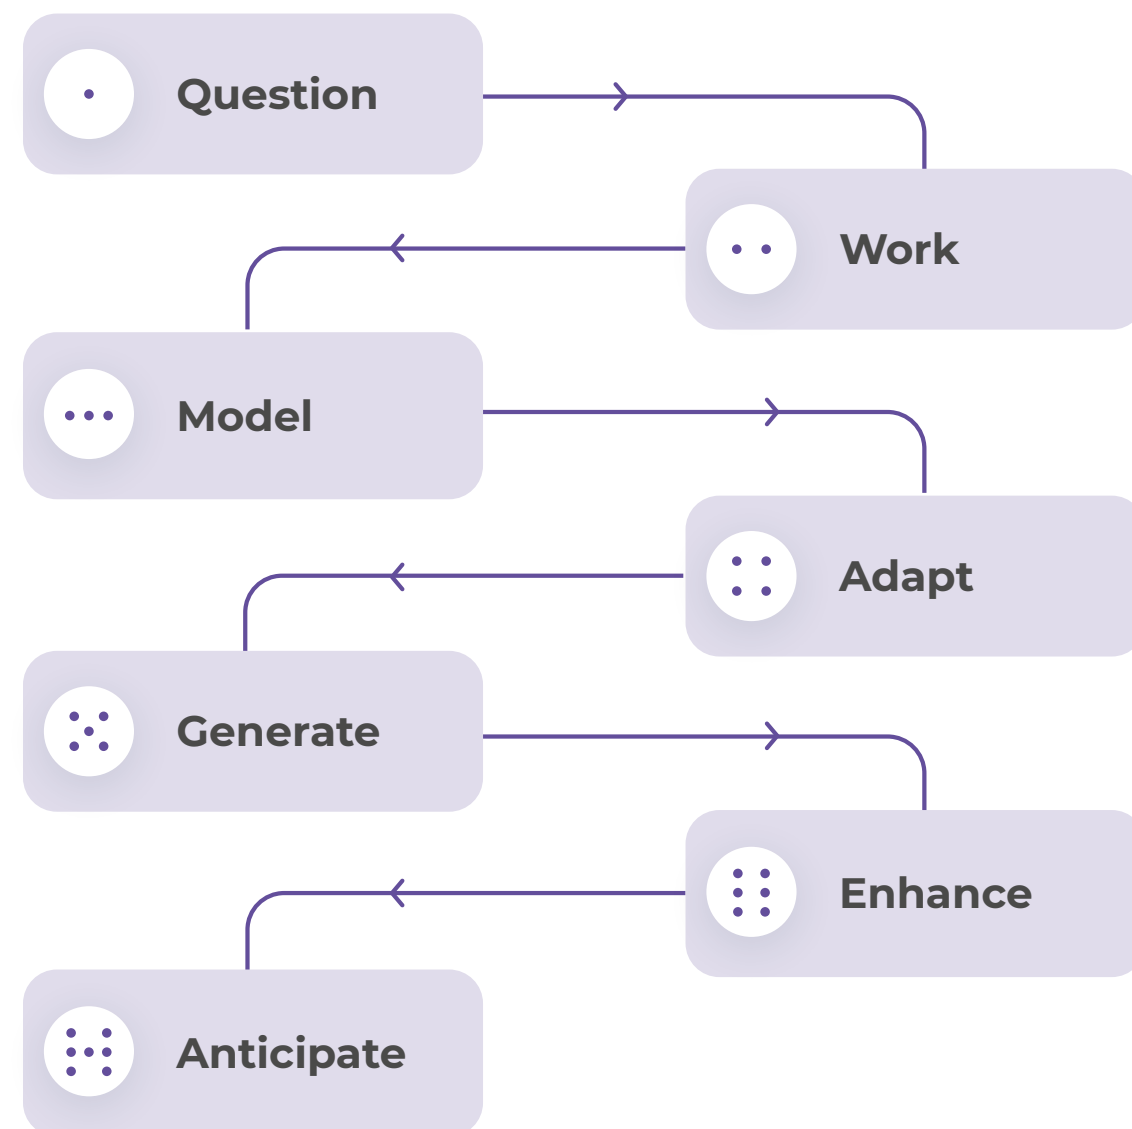 Question
Work
Model
Adapt
Generate
Enhance
Anticipate